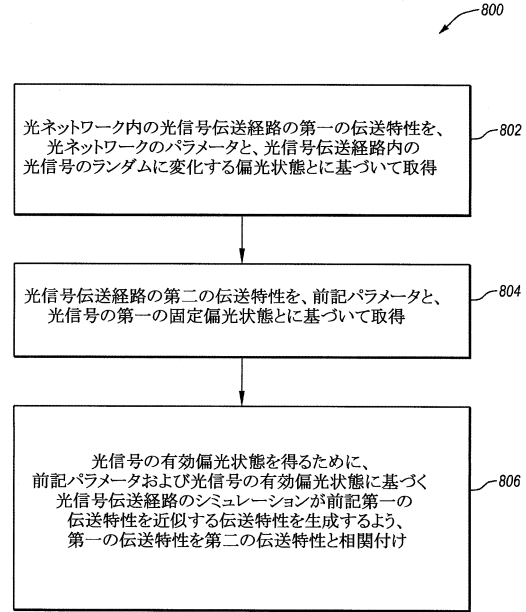 800
光ネットワーク内の光信号伝送経路の第一の伝送特性を、
光ネットワークのパラメータと、光信号伝送経路内の
光信号のランダムに変化する偏光状態とに基づいて取得
802
光信号伝送経路の第二の伝送特性を、前記パラメータと、
光信号の第一の固定偏光状態とに基づいて取得
804
光信号の有効偏光状態を得るために、
前記パラメータおよび光信号の有効偏光状態に基づく
光信号伝送経路のシミュレーションが前記第一の
伝送特性を近似する伝送特性を生成するよう、
第一の伝送特性を第二の伝送特性と相関付け
806